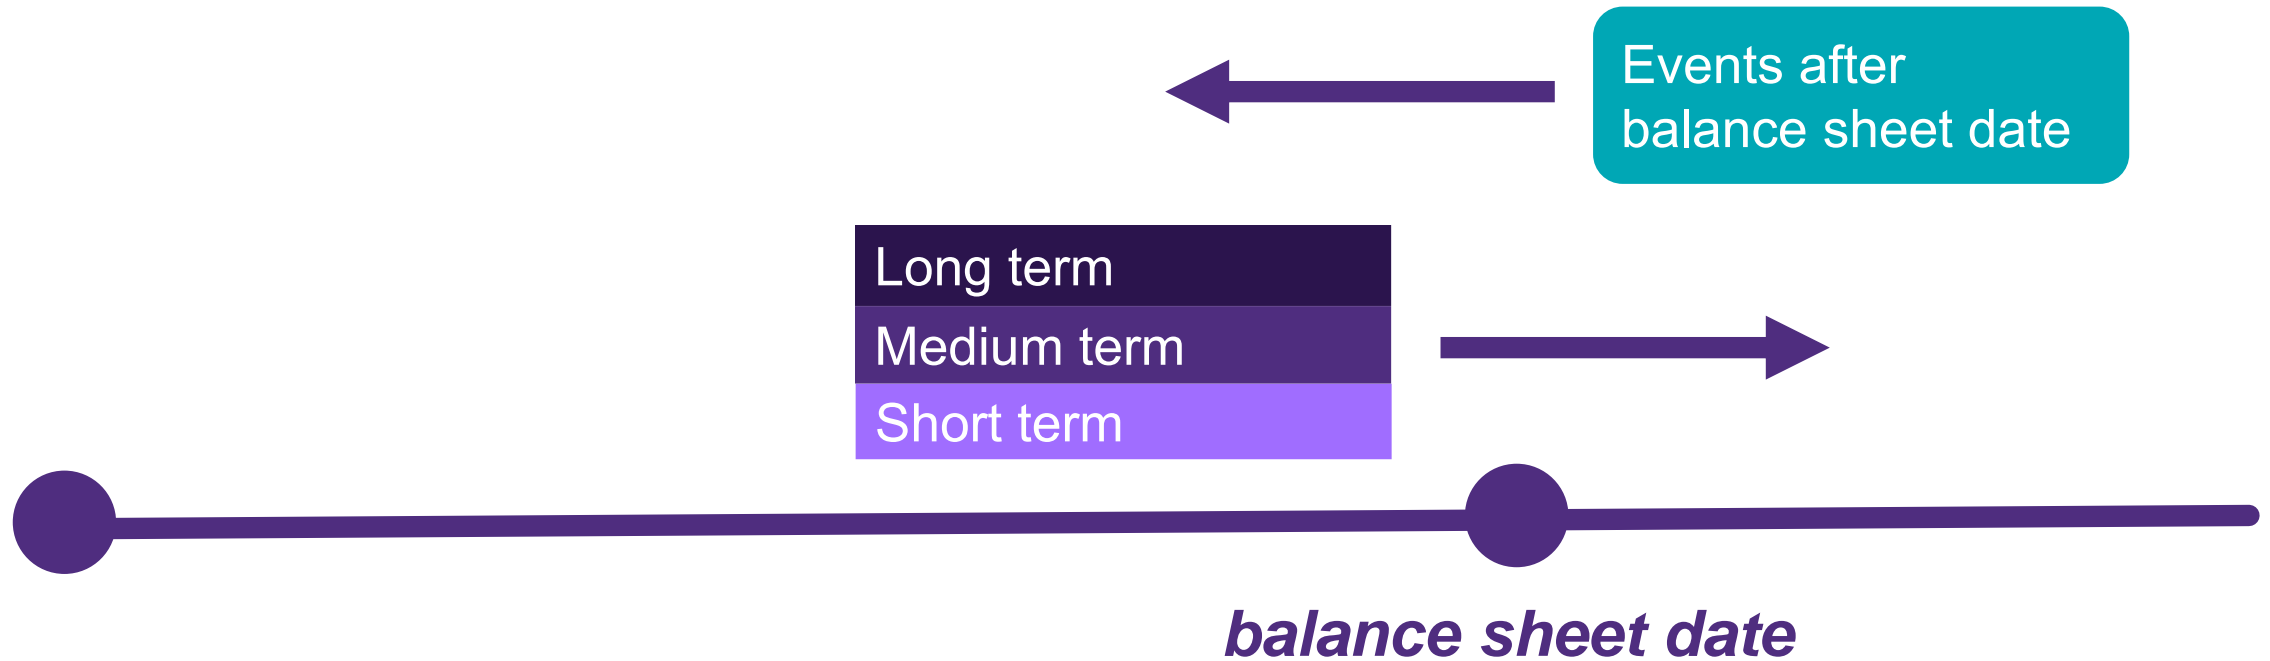 Events after
balance sheet date
Long term
Medium term
Short term
balance sheet date